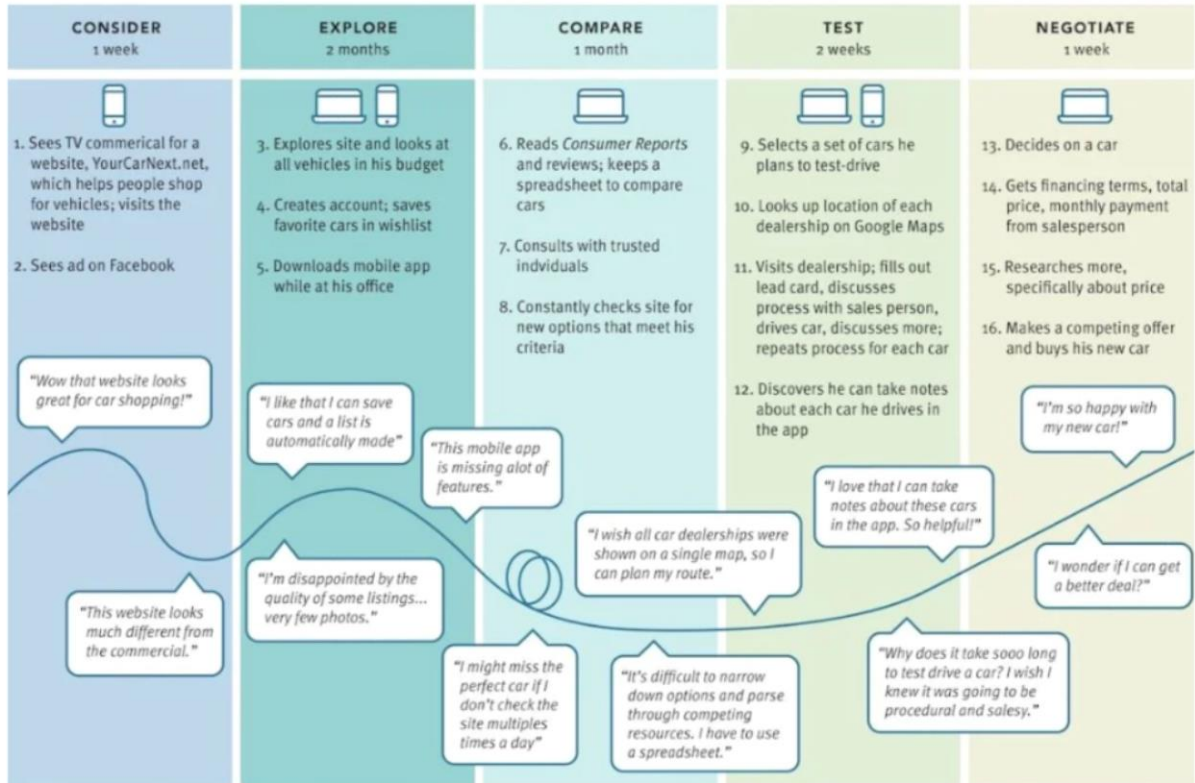 CONSIDER
1 week
EXPLORE
2 months
COMPARE
1 month
TEST
2 weeks
NEGOTIATE
1 week
1. Sees TV commerical for a
website, YourCarNext.net,
which helps people shop
for vehicles; visits the
website
2. Sees ad on Facebook
3. Explores site and looks at
all vehicles in his budget
4. Creates account; saves
favorite cars in wishlist
5. Downloads mobile app
while at his office
6. Reads Consumer Reports
and reviews; keeps a
spreadsheet to compare
cars
7. Consults with trusted
indviduals
8. Constantly checks site for
new options that meet his
criteria
9. Selects a set of cars he
plans to test-drive
10. Looks up location of each
dealership on Google Maps
11. Visits dealership; fills out
lead card, discusses
process with sales person,
drives car, discusses more;
repeats process for each car
12. Discovers he can take notes
about each car he drives in
the app
13. Decides on a car
14. Gets financing terms, total
price, monthly payment
from salesperson
15. Researches more,
specifically about price
16. Makes a competing offer
and buys his new car
"Wow that website looks
great for car shopping!"
"This website looks
much different from
the commercial."
"I like that I can save
cars and a list is
automatically made"
"I'm disappointed by the
quality of some listings...
very few photos."
"This mobile app
is missing alot of
features."
"I might miss the
perfect car if I
don't check the
site multiples
times a day"
"I wish all car dealerships were
shown on a single map, so I
can plan my route."
"It's difficult to narrow
down options and parse
through competing
resources. I have to use
a spreadsheet."
"I love that I can take
notes about these cars
in the app. So helpful!"
"Why does it take sooo long
to test drive a car? I wish I
knew it was going to be
procedural and salesy."
"I'm so happy with
my new car!"
"I wonder if I can get
a better deal?"